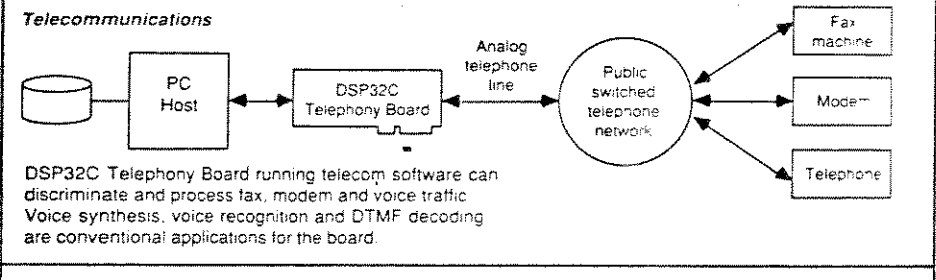 Telecommunications
PC
Host
DSP32C
Telephony Board
Analog
telephone
line
Public
switched
telephone
network
Fax
machine
Modem
Telephone
DSP32C Telephony Board running telecom software can
discriminate and process fax, modem and voice traffic
Voice synthesis, voice recognition and DTMF decoding
are conventional applications for the board.